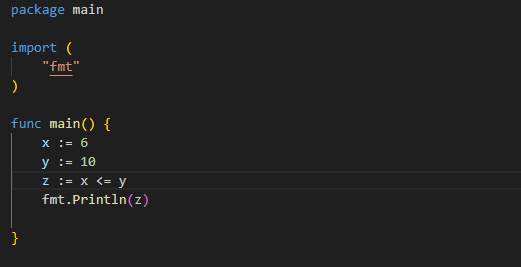 package main
import (
"fmt"
)
func main() {
x := 6
y := 10
z := x <= y
fmt.Println(z)
}